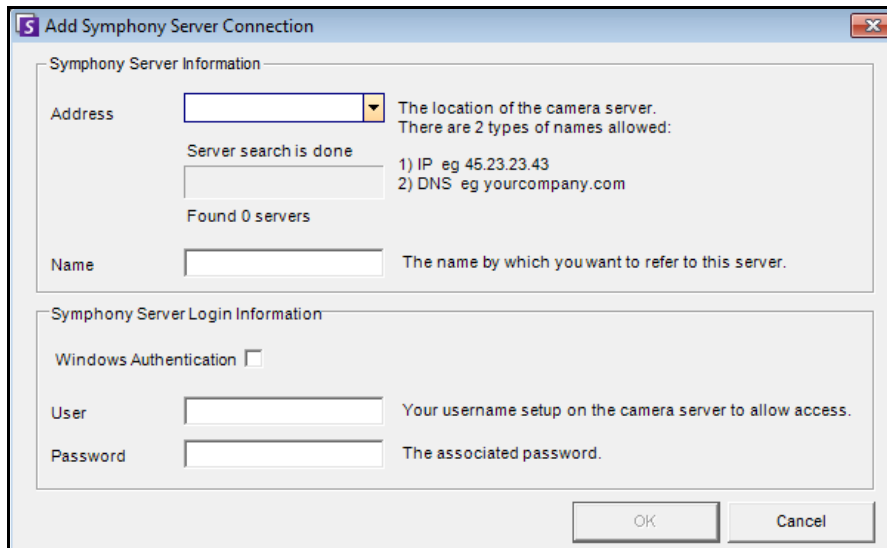 Add Symphony Server Connection
Symphony Server Information
Address
The location of the camera server.
There are 2 types of names allowed:
Server search is done
1) IP eg 45.23.23.43
2) DNS eg yourcompany.com
Found 0 servers
Name
The name by which you want to refer to this server.
Symphony Server Login Information
Windows Authentication
User
Your username setup on the camera server to allow access.
Password
The associated password.
OK
Cancel